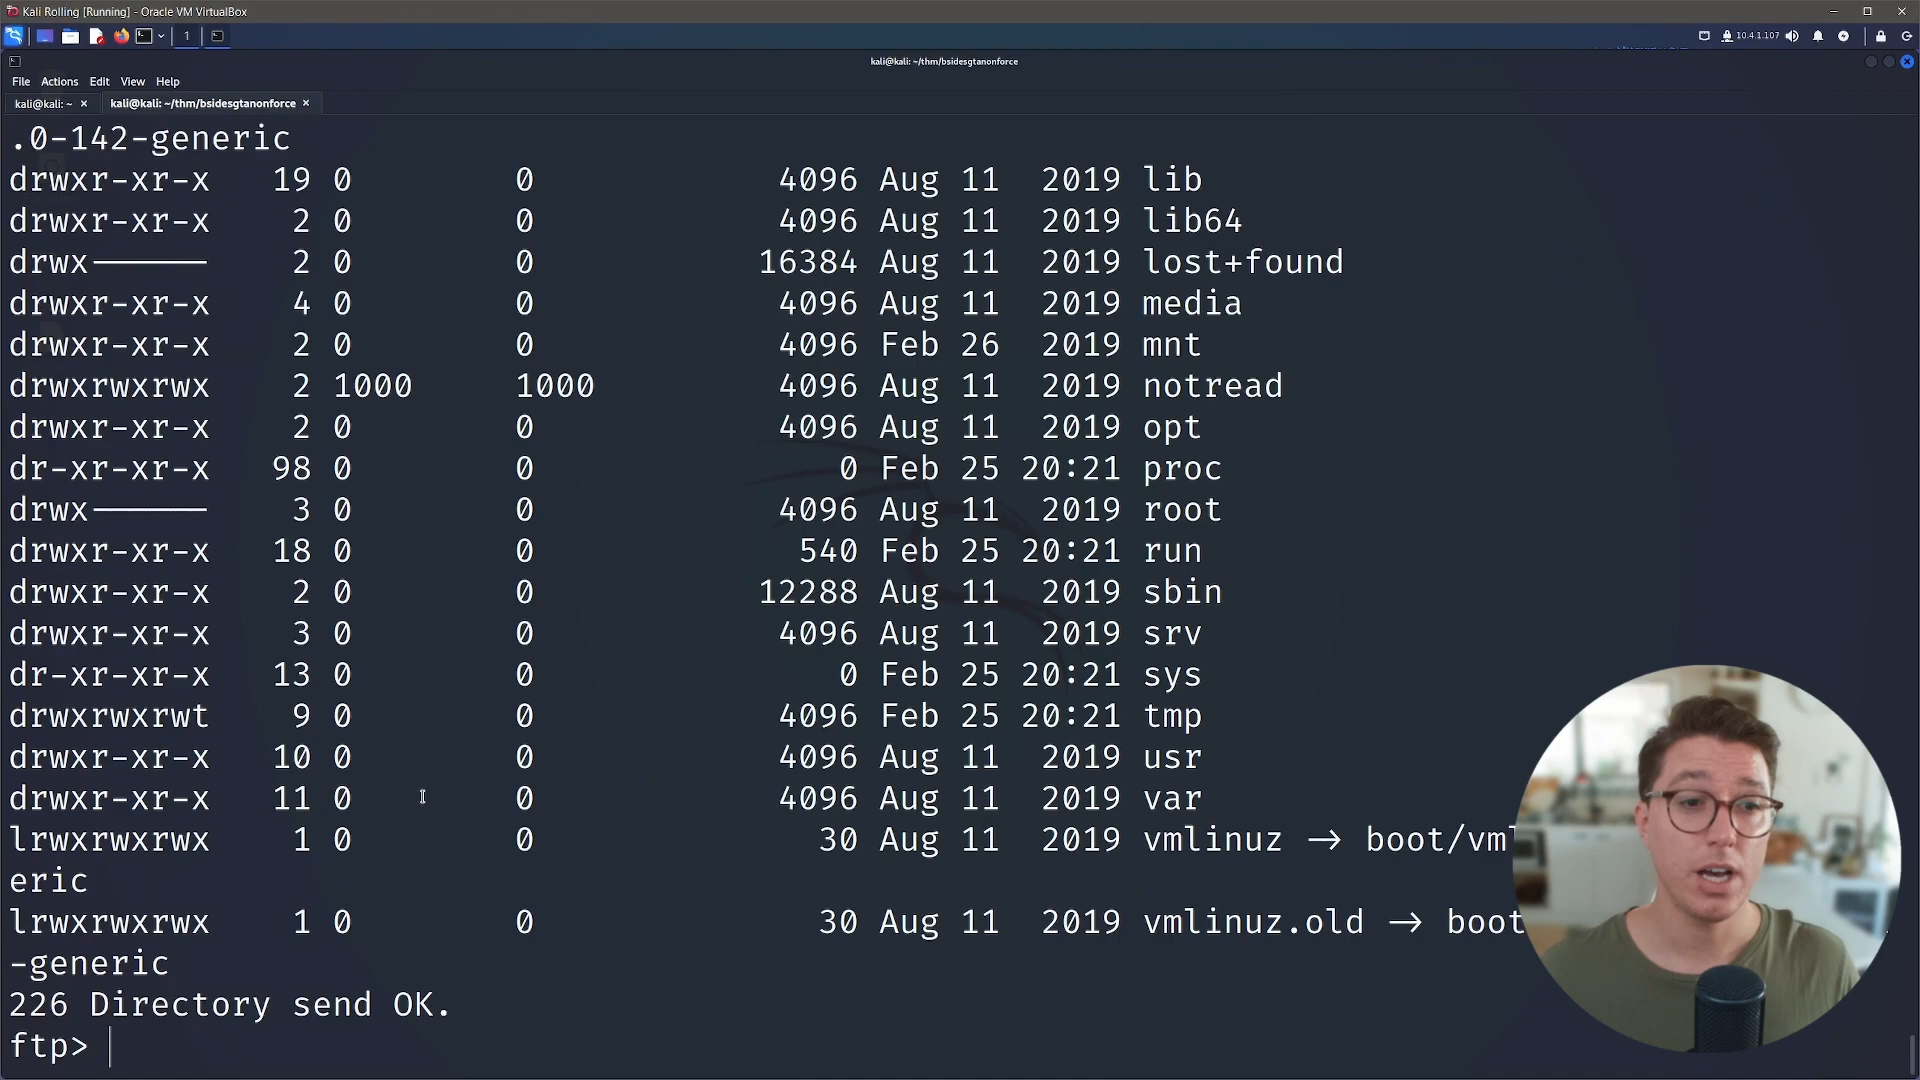 Kali Rolling [Running] - Oracle VM VirtualBox
1
10.4.1.107
kali@kali: ~/thm/bsidesgtanonforce
File Actions Edit View Help
kali@kali: ~ × kali@kali: ~/thm/bsidesgtanonforce ×
.0-142-generic
drwxr-xr-x 19 0 0 4096 Aug 11 2019 lib
drwxr-xr-x 2 0 0 4096 Aug 11 2019 lib64
drwx------ 2 0 0 16384 Aug 11 2019 lost+found
drwxr-xr-x 4 0 0 4096 Aug 11 2019 media
drwxr-xr-x 2 0 0 4096 Feb 26 2019 mnt
drwxrwxrwx 2 1000 1000 4096 Aug 11 2019 notread
drwxr-xr-x 2 0 0 4096 Aug 11 2019 opt
dr-xr-xr-x 98 0 0 0 Feb 25 20:21 proc
drwx------ 3 0 0 4096 Aug 11 2019 root
drwxr-xr-x 18 0 0 540 Feb 25 20:21 run
drwxr-xr-x 2 0 0 12288 Aug 11 2019 sbin
drwxr-xr-x 3 0 0 4096 Aug 11 2019 srv
dr-xr-xr-x 13 0 0 0 Feb 25 20:21 sys
drwxrwxrwt 9 0 0 4096 Feb 25 20:21 tmp
drwxr-xr-x 10 0 0 4096 Aug 11 2019 usr
drwxr-xr-x 11 0 0 4096 Aug 11 2019 var
lrwxrwxrwx 1 0 0 30 Aug 11 2019 vmlinuz → boot/vml
eric
lrwxrwxrwx 1 0 0 30 Aug 11 2019 vmlinuz.old → boot
-generic
226 Directory send OK.
ftp>